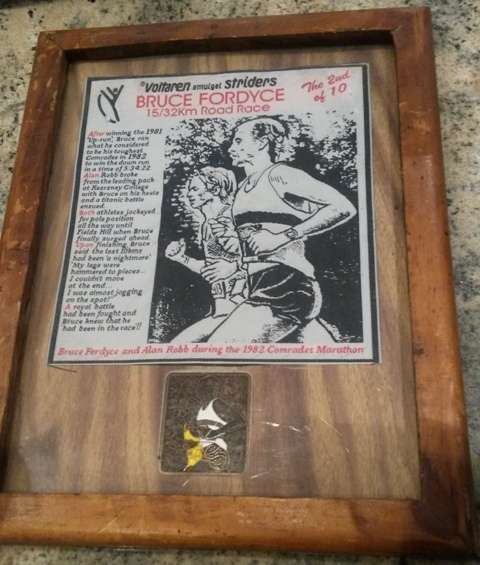 ®Voltaren emulgel striders
BRUCE FORDYCE
15/32Km Road Race
The 2nd
of 10
After winning the 1981
'Up-run', Bruce ran
what he considered
to be his toughest
Comrades in 1982
to win the down run
in a time of 5:34:22
Alan Robb broke
from the leading pack
at Kearsney College
with Bruce on his heels
and a titanic battle
ensued.
Both athletes jockeyed
for pole position
all the way until
Fields Hill when Bruce
finally surged ahead.
Upon finishing, Bruce
said the last 10kms
had been 'a nightmare'
'My legs were
hammered to pieces..
I couldn't move
at the end...
I was almost jogging
on the spot!'
A royal battle
had been fought and
Bruce knew that he
had been in the race!!
Bruce Fordyce and Alan Robb during the 1982 Comrades Marathon